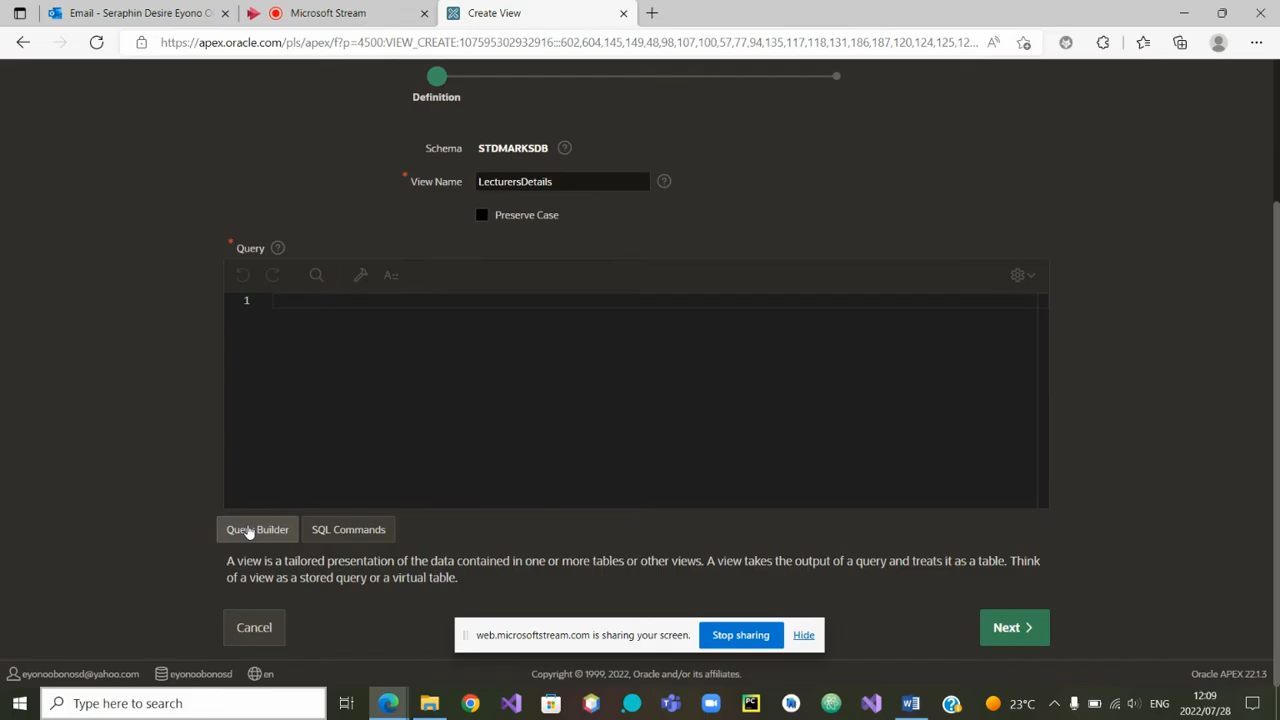 Email - Seraphin Desire Eyono O
Microsoft Stream
Create View
https://apex.oracle.com/pls/apex/f?p=4500:VIEW_CREATE:107595302932916:::602,604,145,149,48,98,107,100,57,77,94,135,117,118,131,186,187,120,124,125,12...
Definition
Schema STDMARKSDB
* View Name LecturersDetails
Preserve Case
* Query
1
Query Builder SQL Commands
A view is a tailored presentation of the data contained in one or more tables or other views. A view takes the output of a query and treats it as a table. Think
of a view as a stored query or a virtual table.
Cancel
web.microsoftstream.com is sharing your screen. Stop sharing Hide
Next
eyonoobonosd@yahoo.com eyonoobonosd en Copyright © 1999, 2022, Oracle and/or its affiliates. Oracle APEX 22.1.3
Type here to search
23°C ENG
12:09
2022/07/28